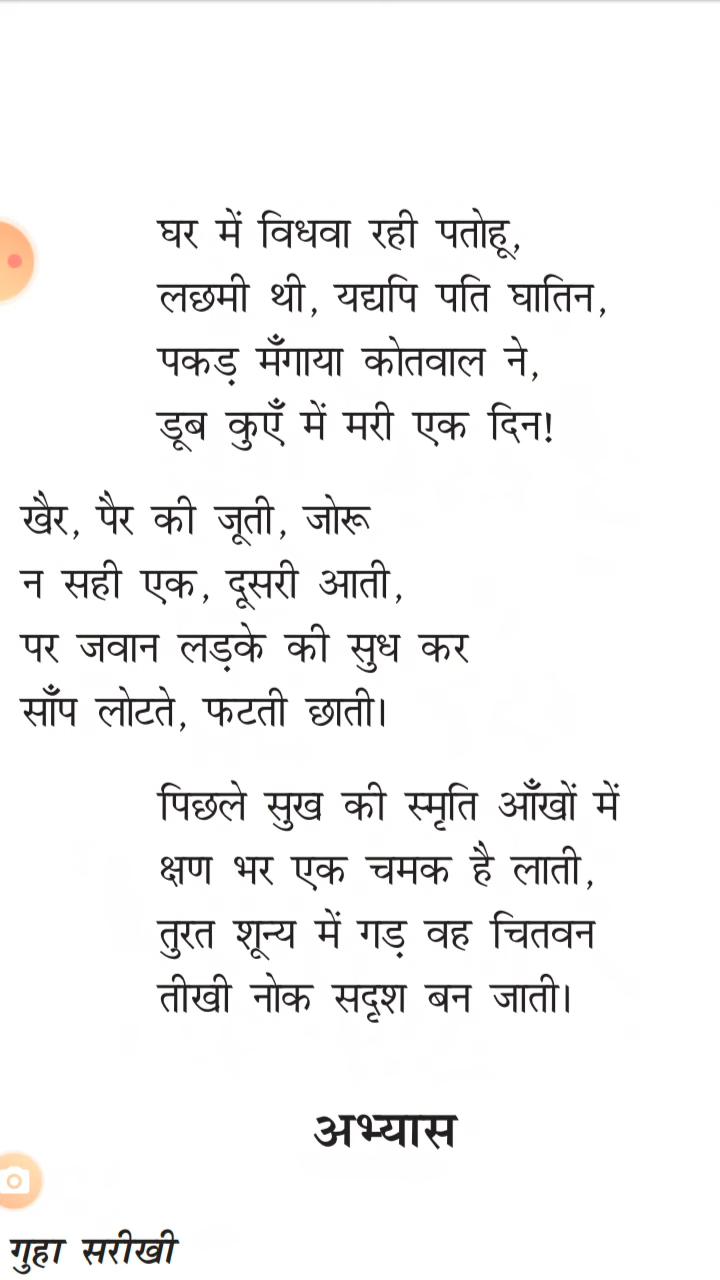 घर में विधवा रही पतोहू,
लछमी थी, यद्यपि पति घातिन,
पकड़ मँगाया कोतवाल ने,
डूब कुएँ में मरी एक दिन!
खैर, पैर की जूती, जोरू
न सही एक, दूसरी आती,
पर जवान लड़के की सुध कर
साँप लोटते, फटती छाती।
पिछले सुख की स्मृति आँखों में
क्षण भर एक चमक है लाती,
तुरत शून्य में गड़ वह चितवन
तीखी नोक सदृश बन जाती।
अभ्यास
गुहा सरीखी